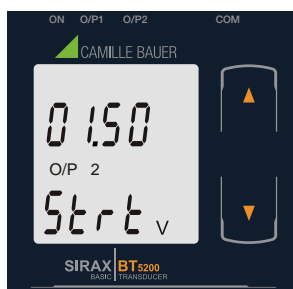 ON O/P1 O/P2 COM
CAMILLE BAUER
01.50
O/P 2
Strt V
SIRAX BT5200
BASIC TRANSDUCER